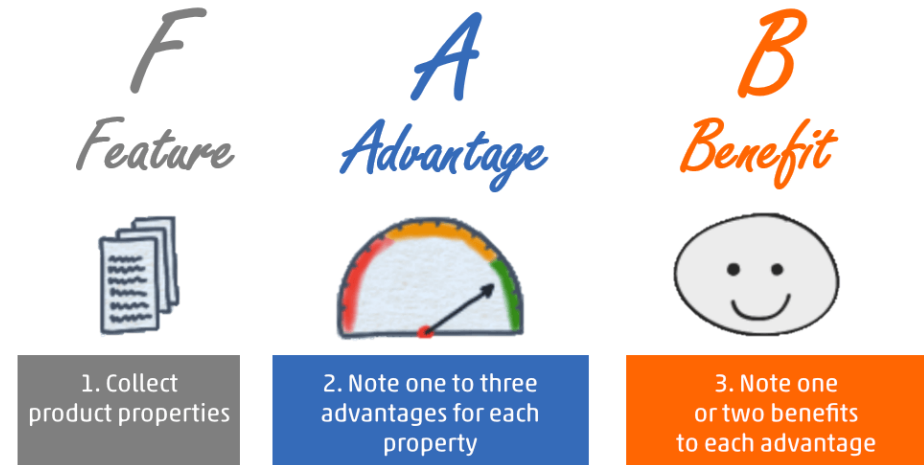 F
Feature
1. Collect
product properties
A
Advantage
2. Note one to three
advantages for each
property
B
Benefit
3. Note one
or two benefits
to each advantage